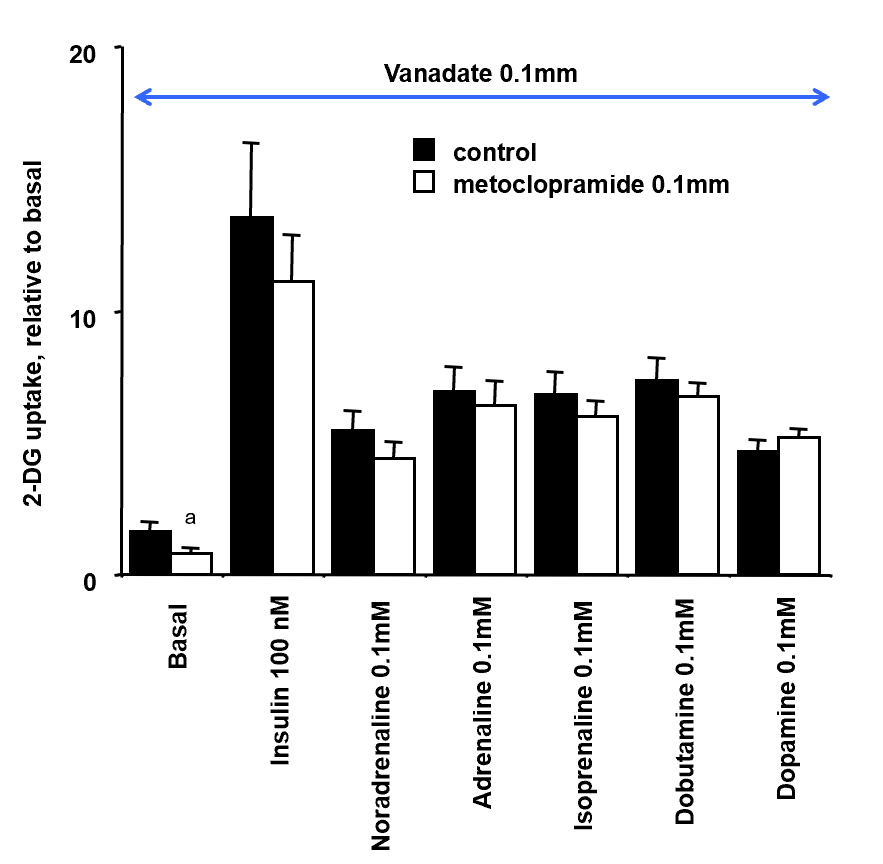 20
Vanadate 0.1mm
control
metoclopramide 0.1mm
2-DG uptake, relative to basal
10
a
0
Basal
Insulin 100 nM
Noradrenaline 0.1mM
Adrenaline 0.1mM
Isoprenaline 0.1mM
Dobutamine 0.1mM
Dopamine 0.1mM